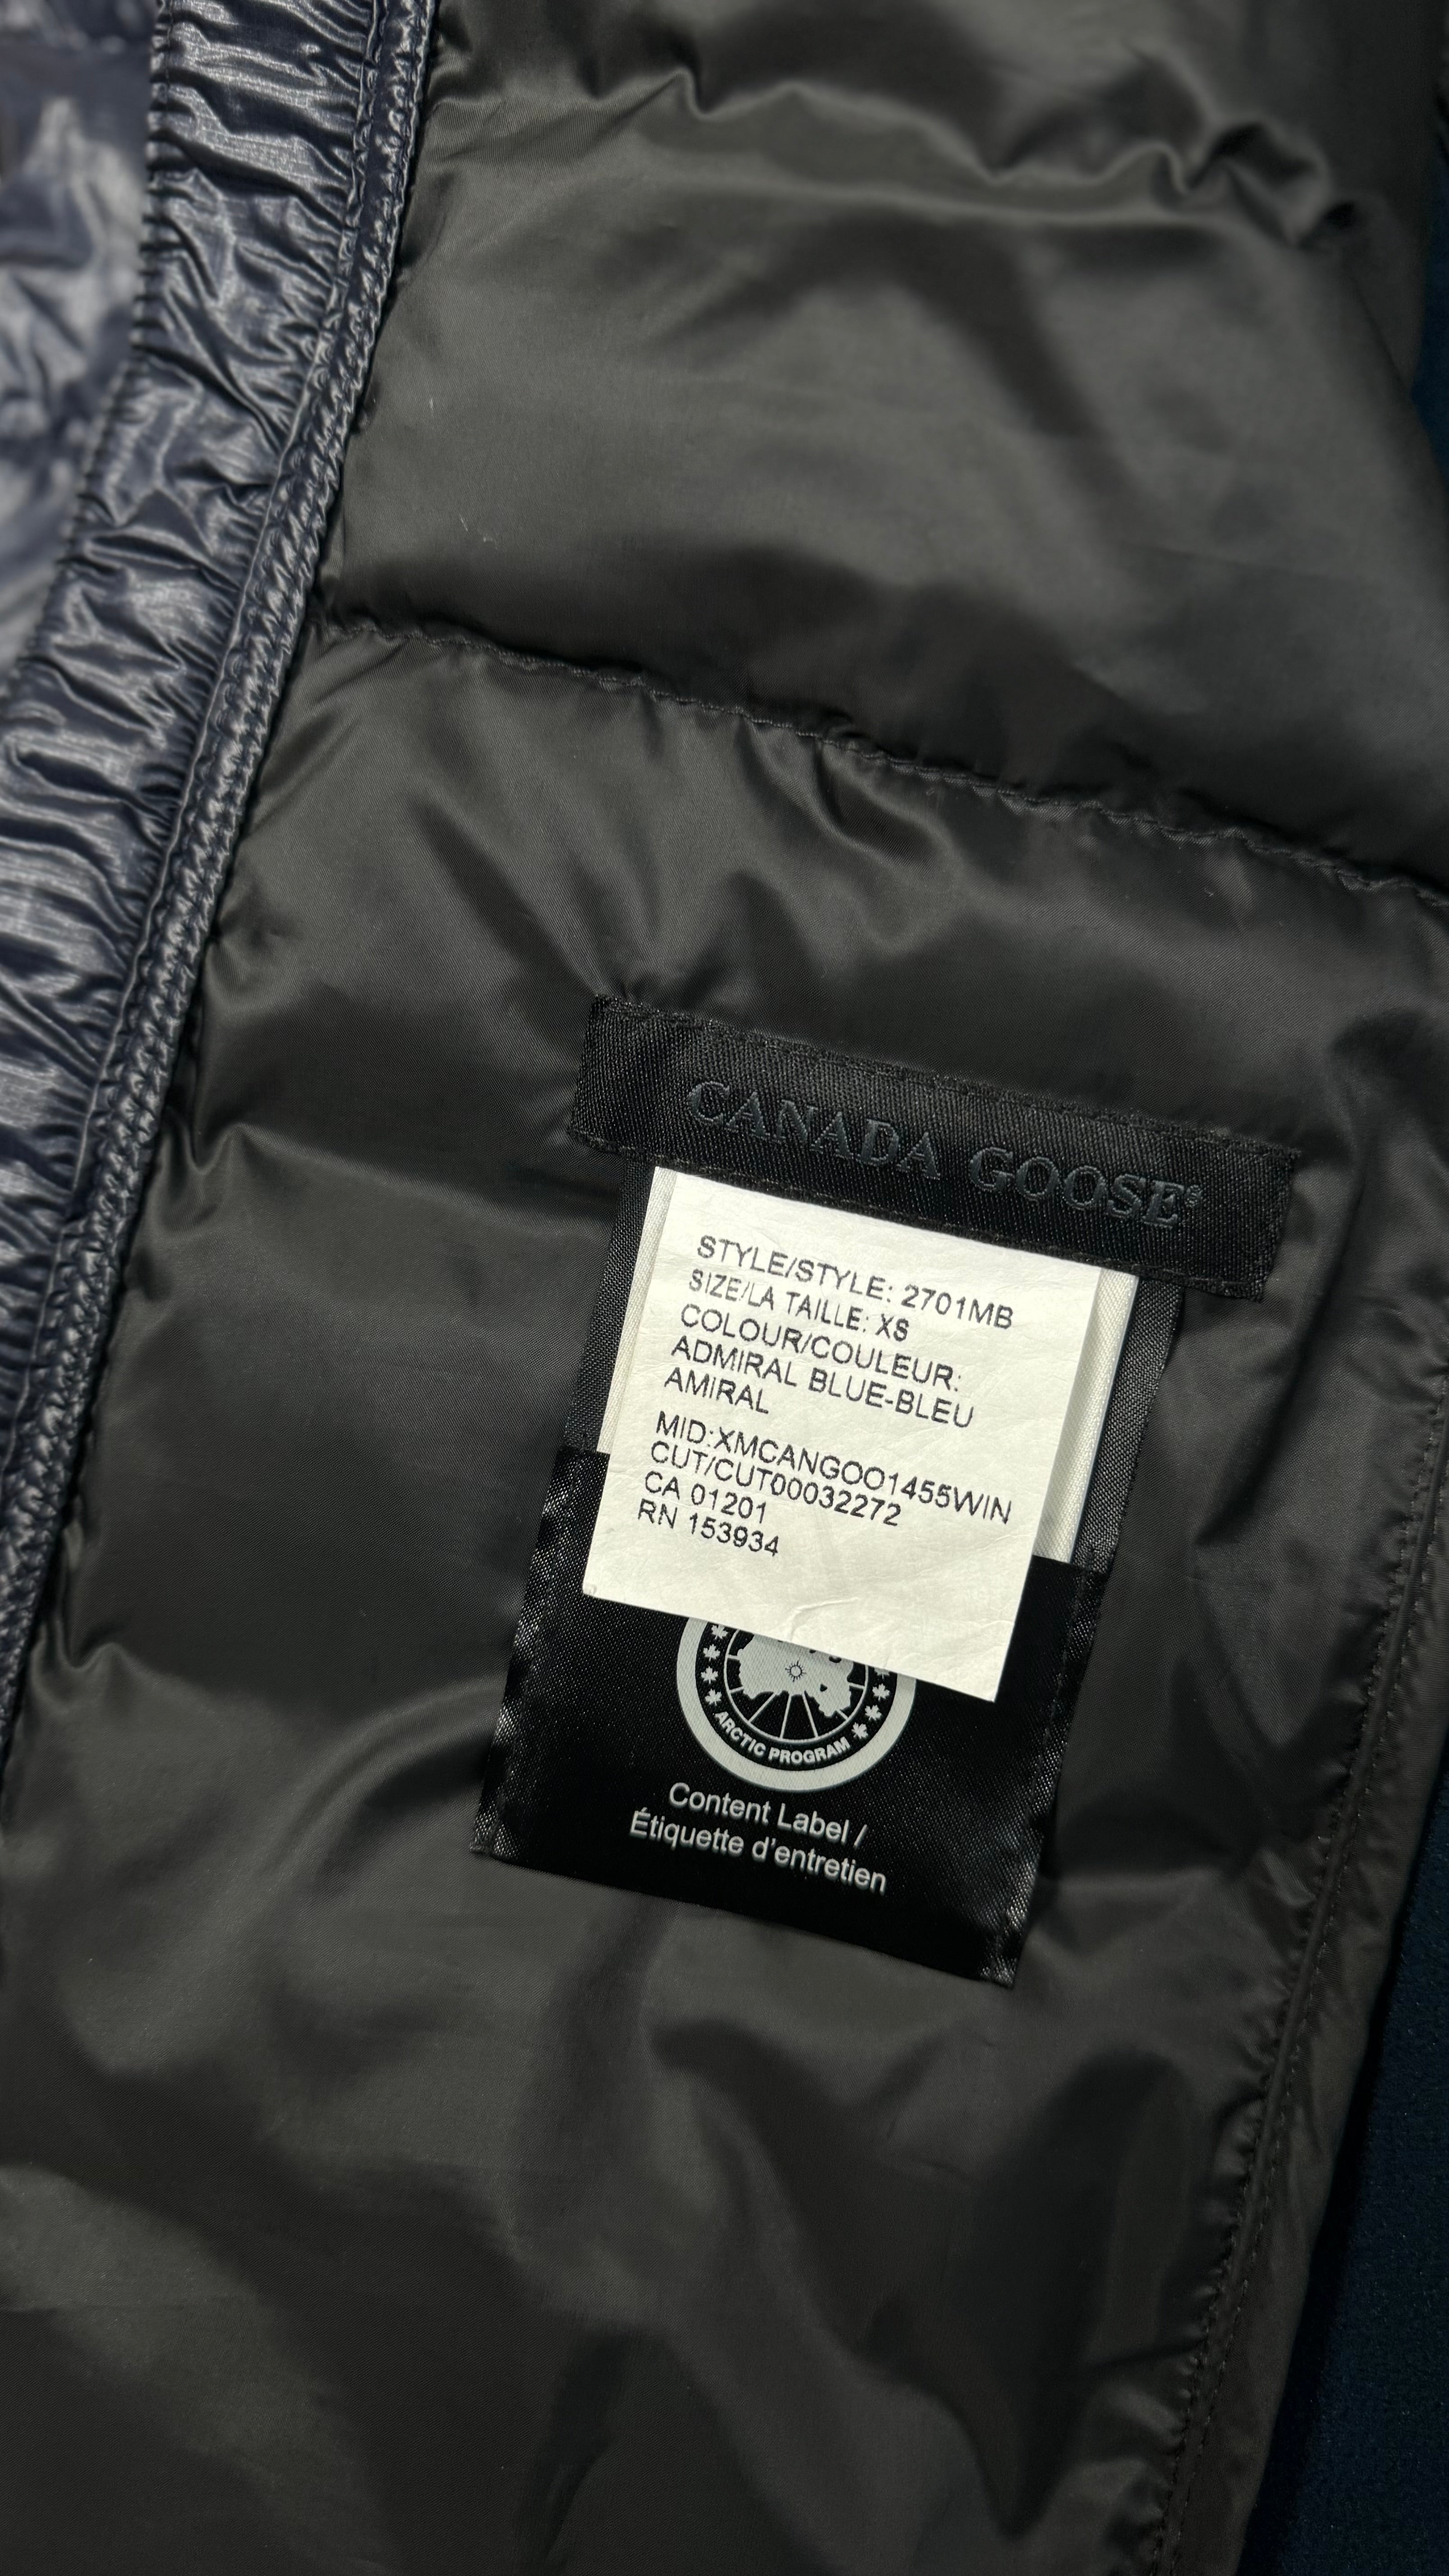 CANADA GOOSE®
STYLE/STYLE: 2701MB
SIZE/LA TAILLE: XS
COLOUR/COULEUR:
ADMIRAL BLUE-BLEU
AMIRAL
MID:XMCANGOO1455WIN
CUT/CUT00032272
CA 01201
RN 153934
ARCTIC PROGRAM
Content Label /
Étiquette d'entretien